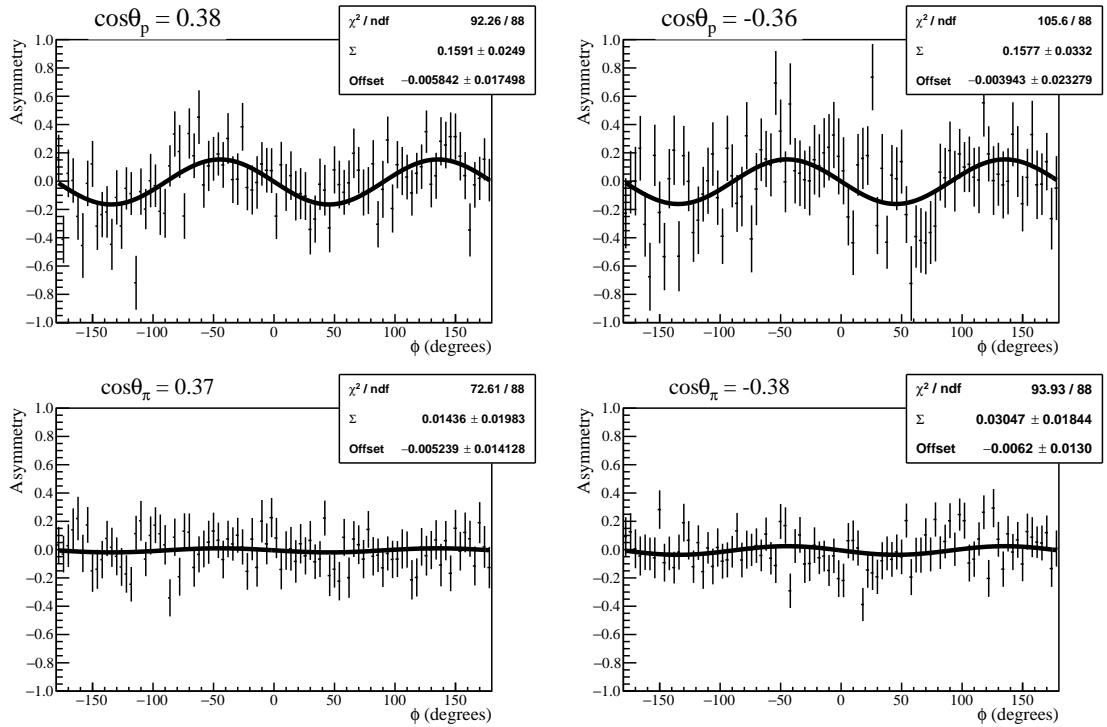 cosθp = 0.38
χ² / ndf 92.26 / 88
Σ 0.1591 ± 0.0249
Offset −0.005842 ± 0.017498
Asymmetry
1.0
0.8
0.6
0.4
0.2
0.0
−0.2
−0.4
−0.6
−0.8
−1.0
−150 −100 −50 0 50 100 150
ϕ (degrees)
cosθp = -0.36
χ² / ndf 105.6 / 88
Σ 0.1577 ± 0.0332
Offset −0.003943 ± 0.023279
Asymmetry
1.0
0.8
0.6
0.4
0.2
0.0
−0.2
−0.4
−0.6
−0.8
−1.0
−150 −100 −50 0 50 100 150
ϕ (degrees)
cosθπ = 0.37
χ² / ndf 72.61 / 88
Σ 0.01436 ± 0.01983
Offset −0.005239 ± 0.014128
Asymmetry
1.0
0.8
0.6
0.4
0.2
0.0
−0.2
−0.4
−0.6
−0.8
−1.0
−150 −100 −50 0 50 100 150
ϕ (degrees)
cosθπ = -0.38
χ² / ndf 93.93 / 88
Σ 0.03047 ± 0.01844
Offset −0.0062 ± 0.0130
Asymmetry
1.0
0.8
0.6
0.4
0.2
0.0
−0.2
−0.4
−0.6
−0.8
−1.0
−150 −100 −50 0 50 100 150
ϕ (degrees)